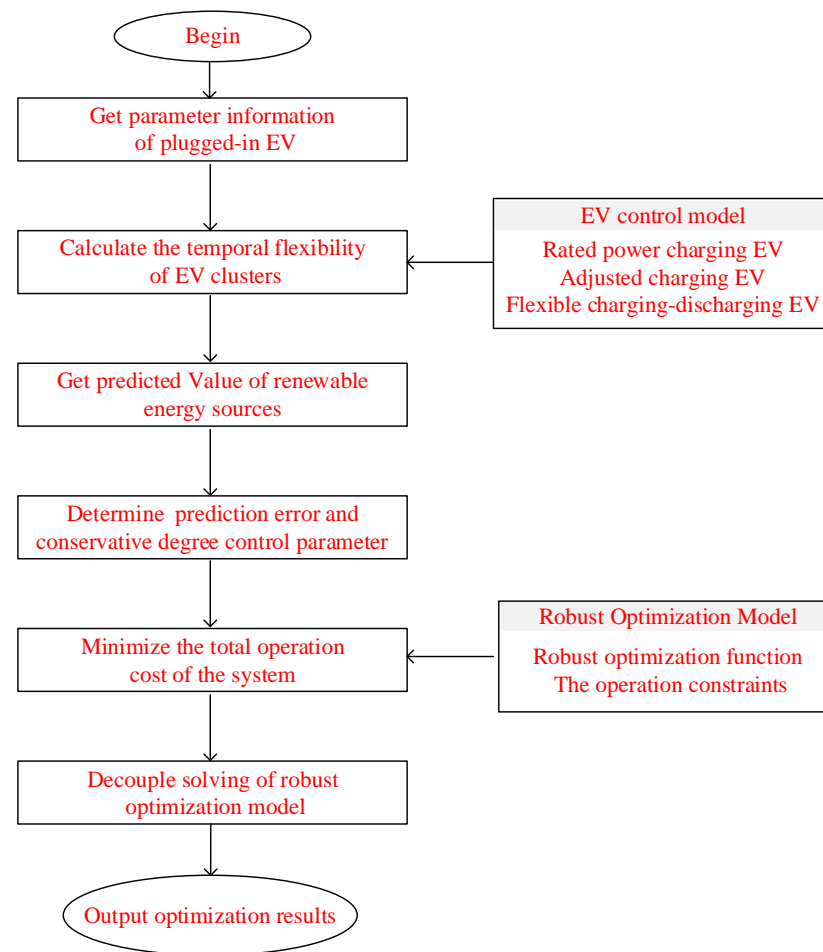 Begin
Get parameter information
of plugged-in EV
Calculate the temporal flexibility
of EV clusters
EV control model
Rated power charging EV
Adjusted charging EV
Flexible charging-discharging EV
Get predicted Value of renewable
energy sources
Determine prediction error and
conservative degree control parameter
Minimize the total operation
cost of the system
Robust Optimization Model
Robust optimization function
The operation constraints
Decouple solving of robust
optimization model
Output optimization results